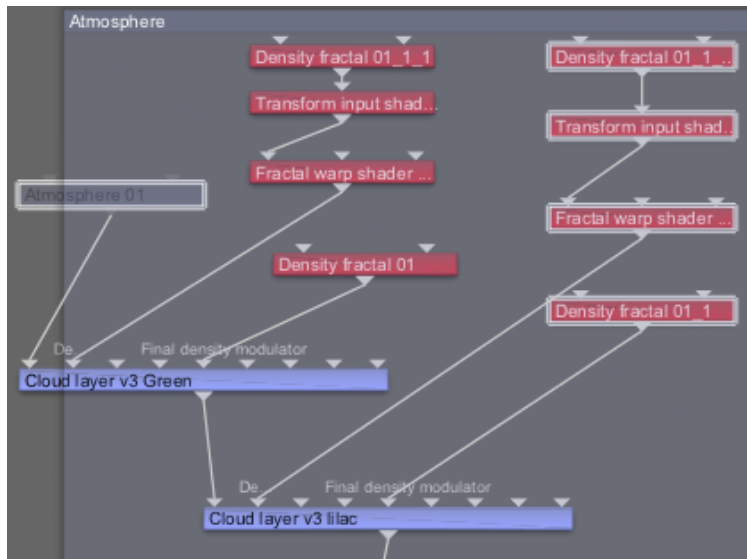 Atmosphere
Density fractal 01_1_1
Density fractal 01_1_...
Transform input shad...
Transform input shad...
Fractal warp shader ...
Atmosphere 01
Fractal warp shader ...
Density fractal 01
Density fractal 01_1
De... Final density modulator
Cloud layer v3 Green
De... Final density modulator
Cloud layer v3 lilac